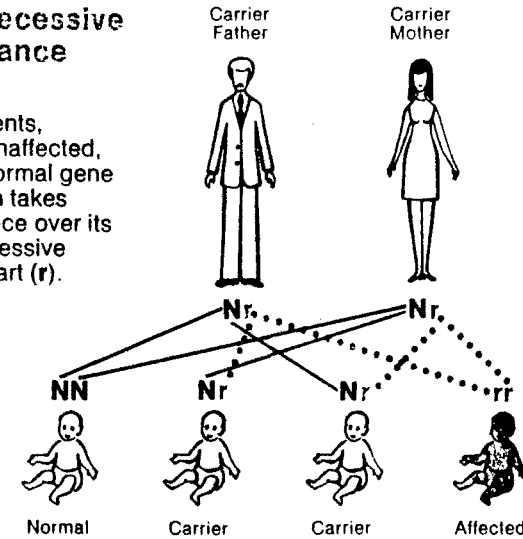 ecessive
ance
ents,
naffected,
ormal gene
n takes
ece over its
essive
art (r).
Carrier
Father
Carrier
Mother
Nr Nr
NN Nr Nr rr
Normal Carrier Carrier Affected